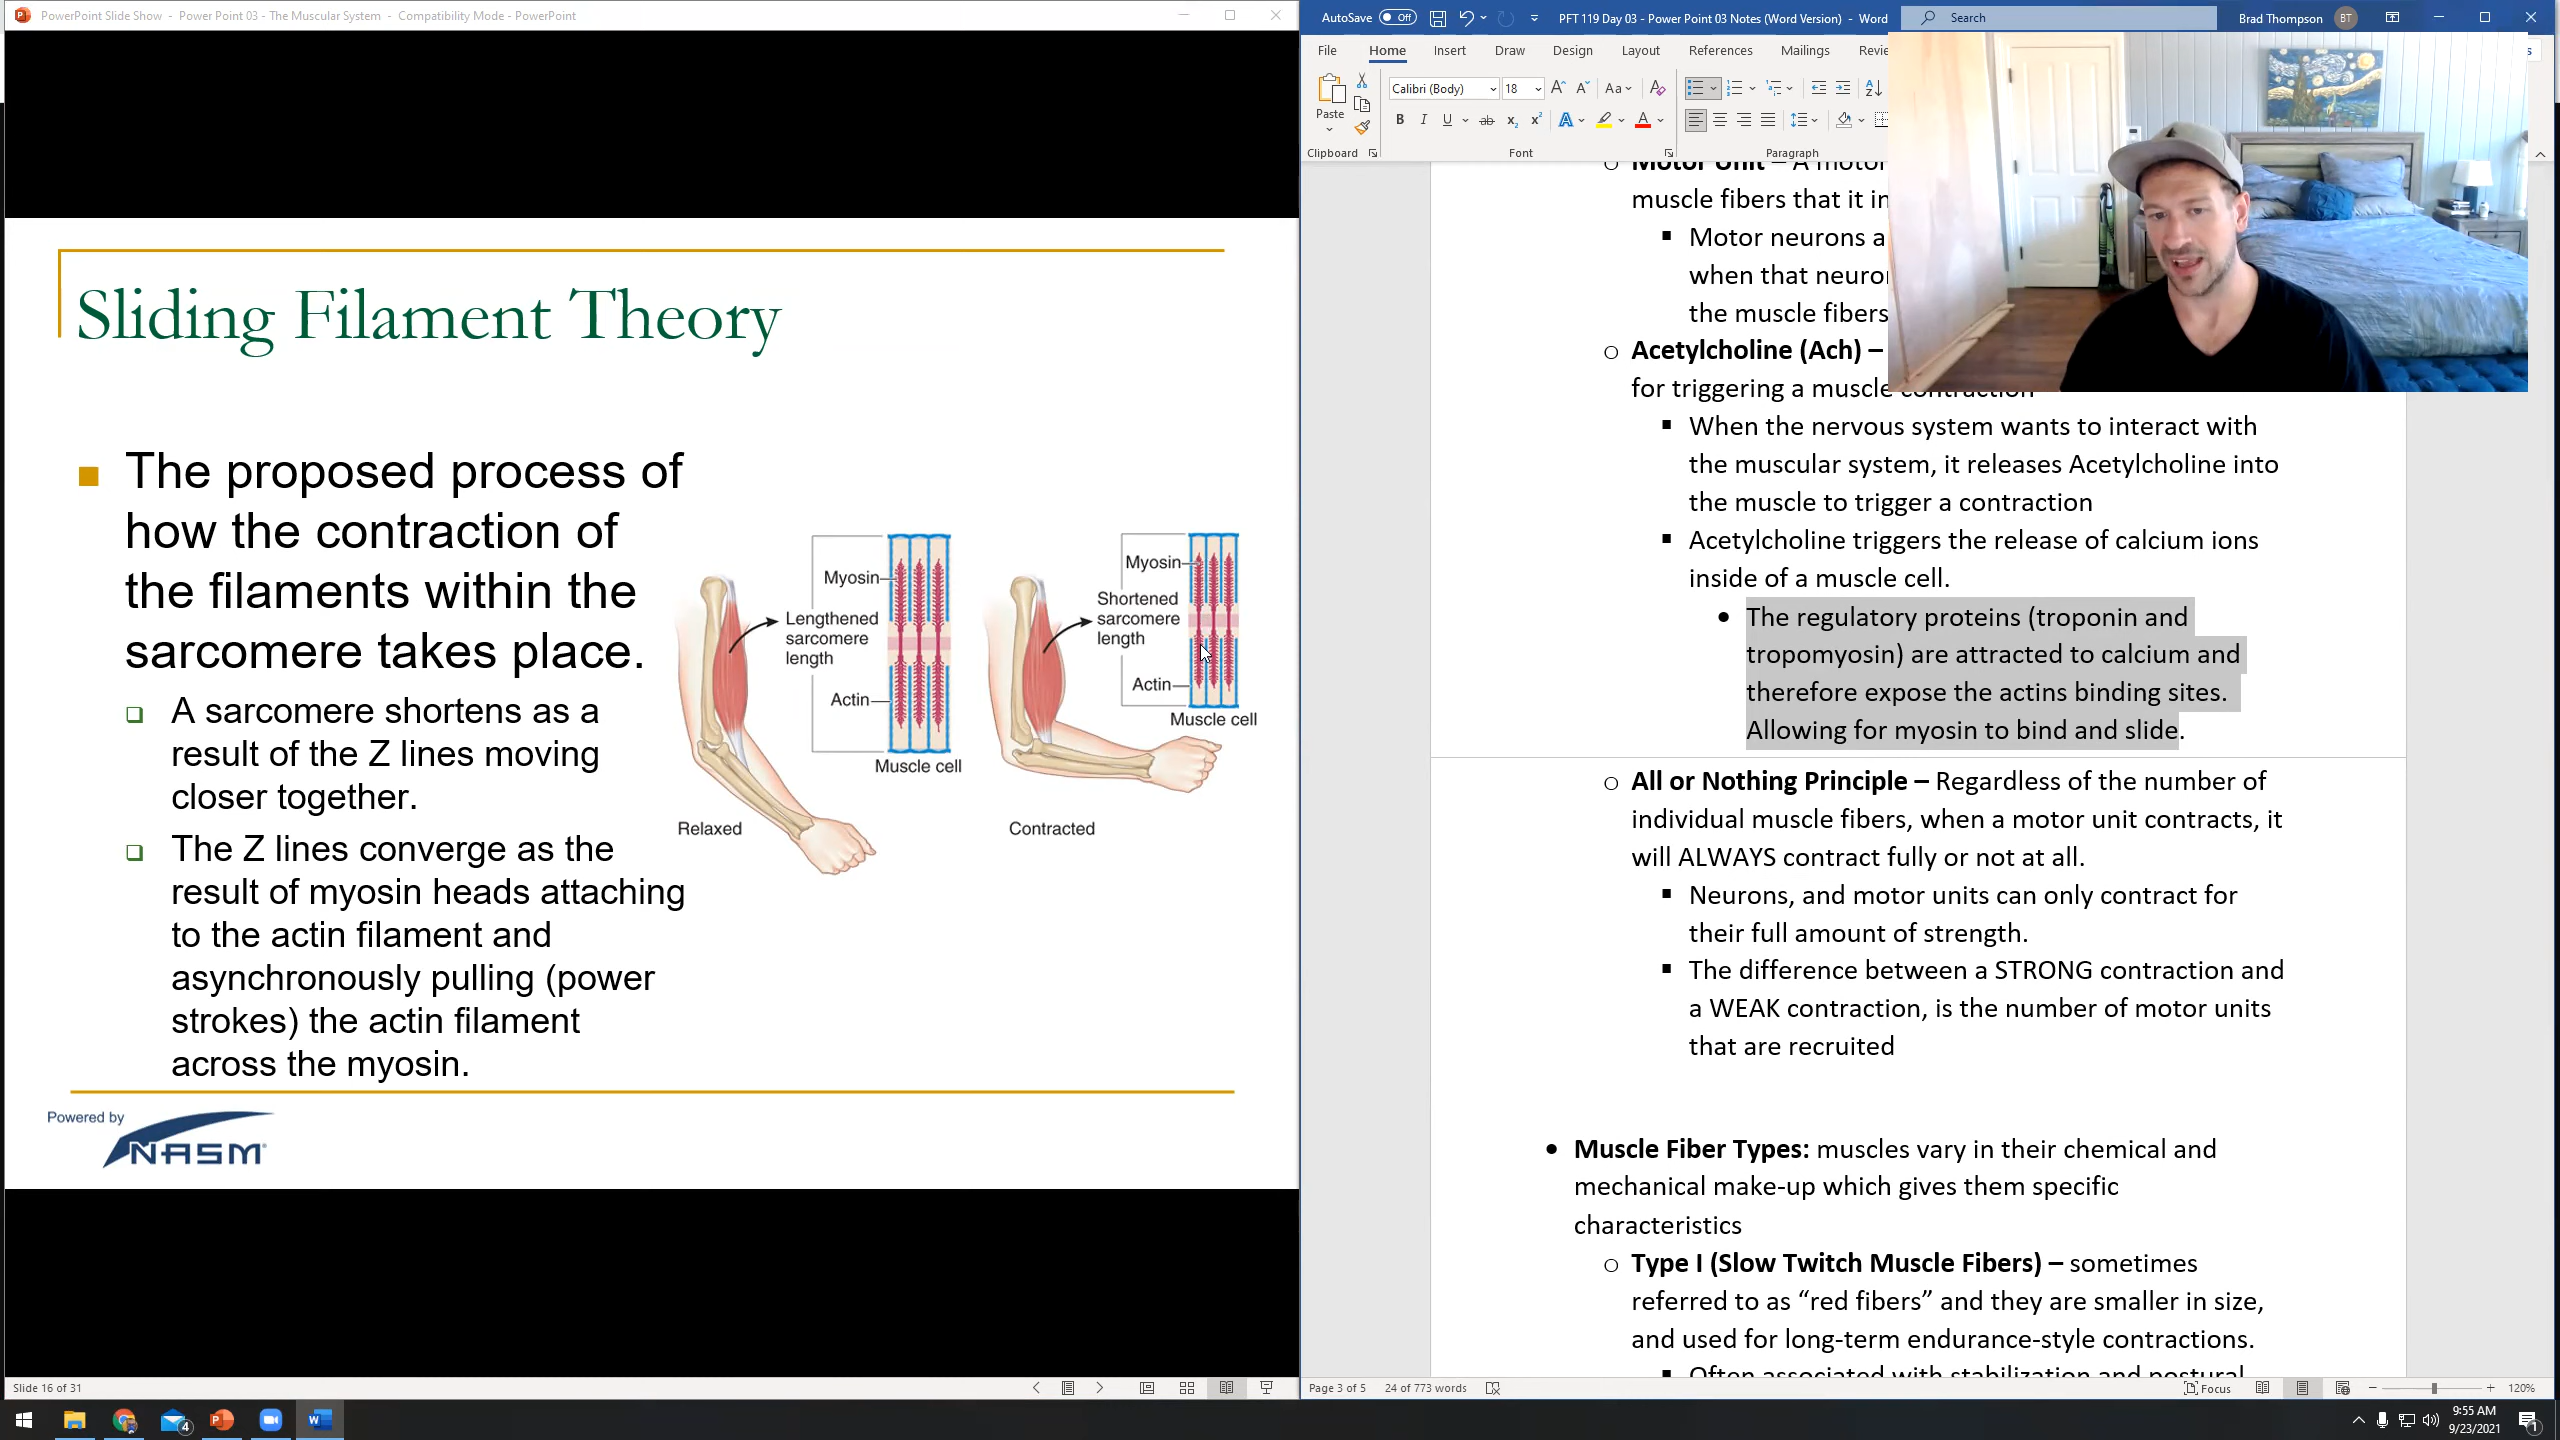 PowerPoint Slide Show - Power Point 03 - The Muscular System - Compatibility Mode - PowerPoint
Sliding Filament Theory
The proposed process of
how the contraction of
the filaments within the
sarcomere takes place.
A sarcomere shortens as a
result of the Z lines moving
closer together.
The Z lines converge as the
result of myosin heads attaching
to the actin filament and
asynchronously pulling (power
strokes) the actin filament
across the myosin.
Myosin
Lengthened
sarcomere
length
Actin
Muscle cell
Relaxed
Myosin
Shortened
sarcomere
length
Actin
Muscle cell
Contracted
Powered by
NASM
Slide 16 of 31
AutoSave Off
PFT 119 Day 03 - Power Point 03 Notes (Word Version) - Word
Search
Brad Thompson BT
File Home Insert Draw Design Layout References Mailings
Paste
Calibri (Body) 18
Clipboard Font Paragraph
Motor Unit – A motor
muscle fibers that it
Motor neurons
when that
the muscle fibers
Acetylcholine (Ach) –
for triggering a muscle contraction
When the nervous system wants to interact with
the muscular system, it releases Acetylcholine into
the muscle to trigger a contraction
Acetylcholine triggers the release of calcium ions
inside of a muscle cell.
The regulatory proteins (troponin and
tropomyosin) are attracted to calcium and
therefore expose the actins binding sites.
Allowing for myosin to bind and slide.
All or Nothing Principle – Regardless of the number of
individual muscle fibers, when a motor unit contracts, it
will ALWAYS contract fully or not at all.
Neurons, and motor units can only contract for
their full amount of strength.
The difference between a STRONG contraction and
a WEAK contraction, is the number of motor units
that are recruited
Muscle Fiber Types: muscles vary in their chemical and
mechanical make-up which gives them specific
characteristics
Type I (Slow Twitch Muscle Fibers) – sometimes
referred to as “red fibers” and they are smaller in size,
and used for long-term endurance-style contractions.
Often associated with stabilization and postural
Page 3 of 5 24 of 773 words
Focus
120%
9:55 AM
9/23/2021